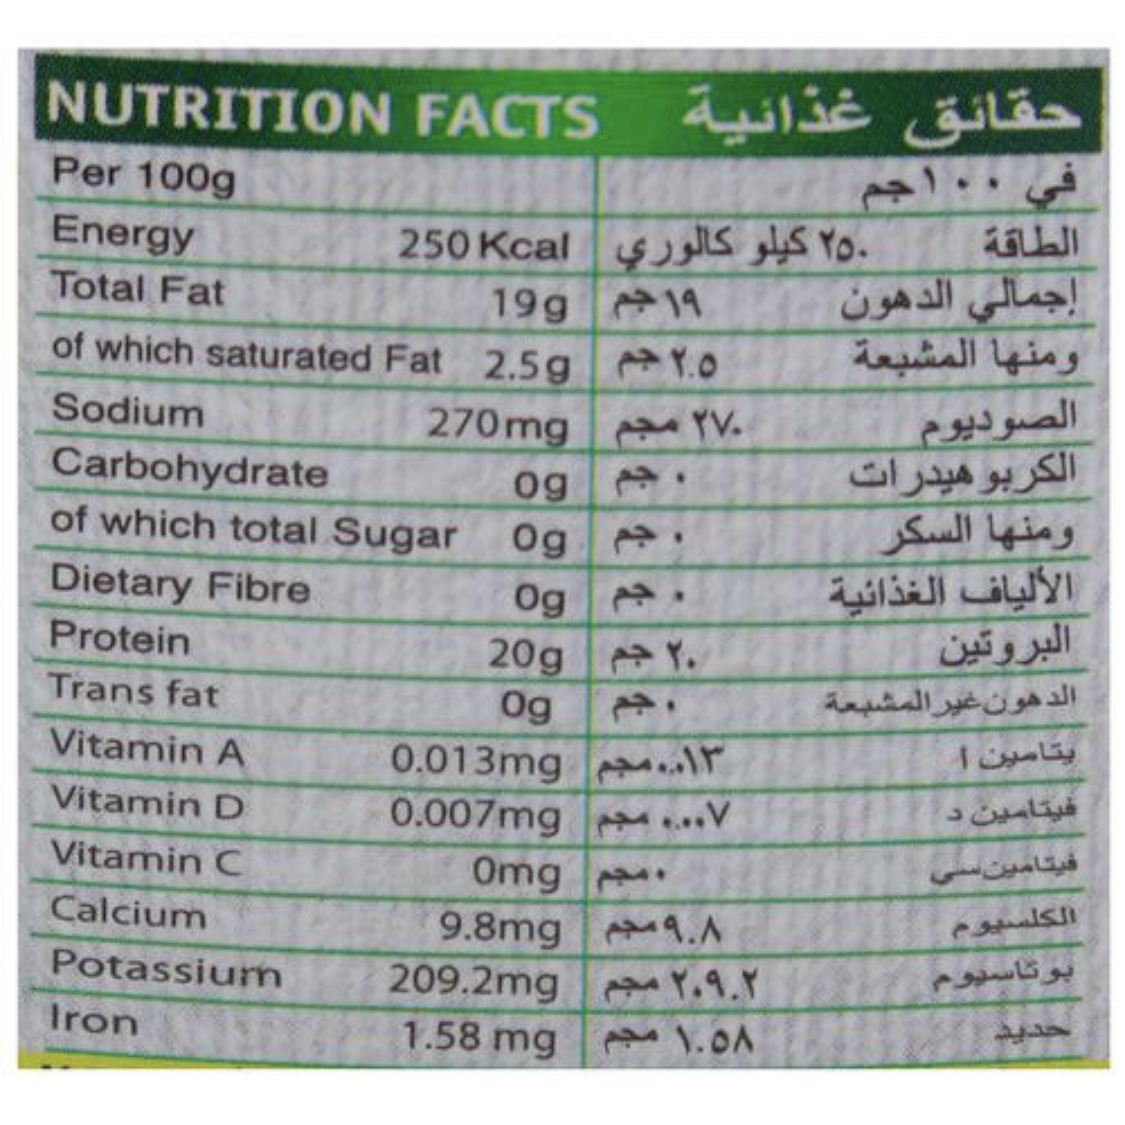 NUTRITION FACTS حقائق غذائية
Per 100g في ١٠٠جم
Energy 250 Kcal ٢٥٠ كيلو كالوري الطاقة
Total Fat 19g ١٩ جم إجمالي الدهون
of which saturated Fat 2.5g ٢.٥ جم ومنها المشبعة
Sodium 270mg ٢٧٠ مجم الصوديوم
Carbohydrate 0g ٠ جم الكربوهيدرات
of which total Sugar 0g ٠ جم ومنها السكر
Dietary Fibre 0g ٠ جم الألياف الغذائية
Protein 20g ٢٠ جم البروتين
Trans fat 0g ٠ جم الدهون غير المشبعة
Vitamin A 0.013mg ٠.٠١٣ مجم يتامين ا
Vitamin D 0.007mg ٠.٠٠٧ مجم فيتامين د
Vitamin C 0mg ٠ مجم فيتامين سي
Calcium 9.8mg ٩.٨ مجم الكلسيوم
Potassium 209.2mg ٢٠٩.٢ مجم بوتاسيوم
Iron 1.58 mg ١.٥٨ مجم حديد